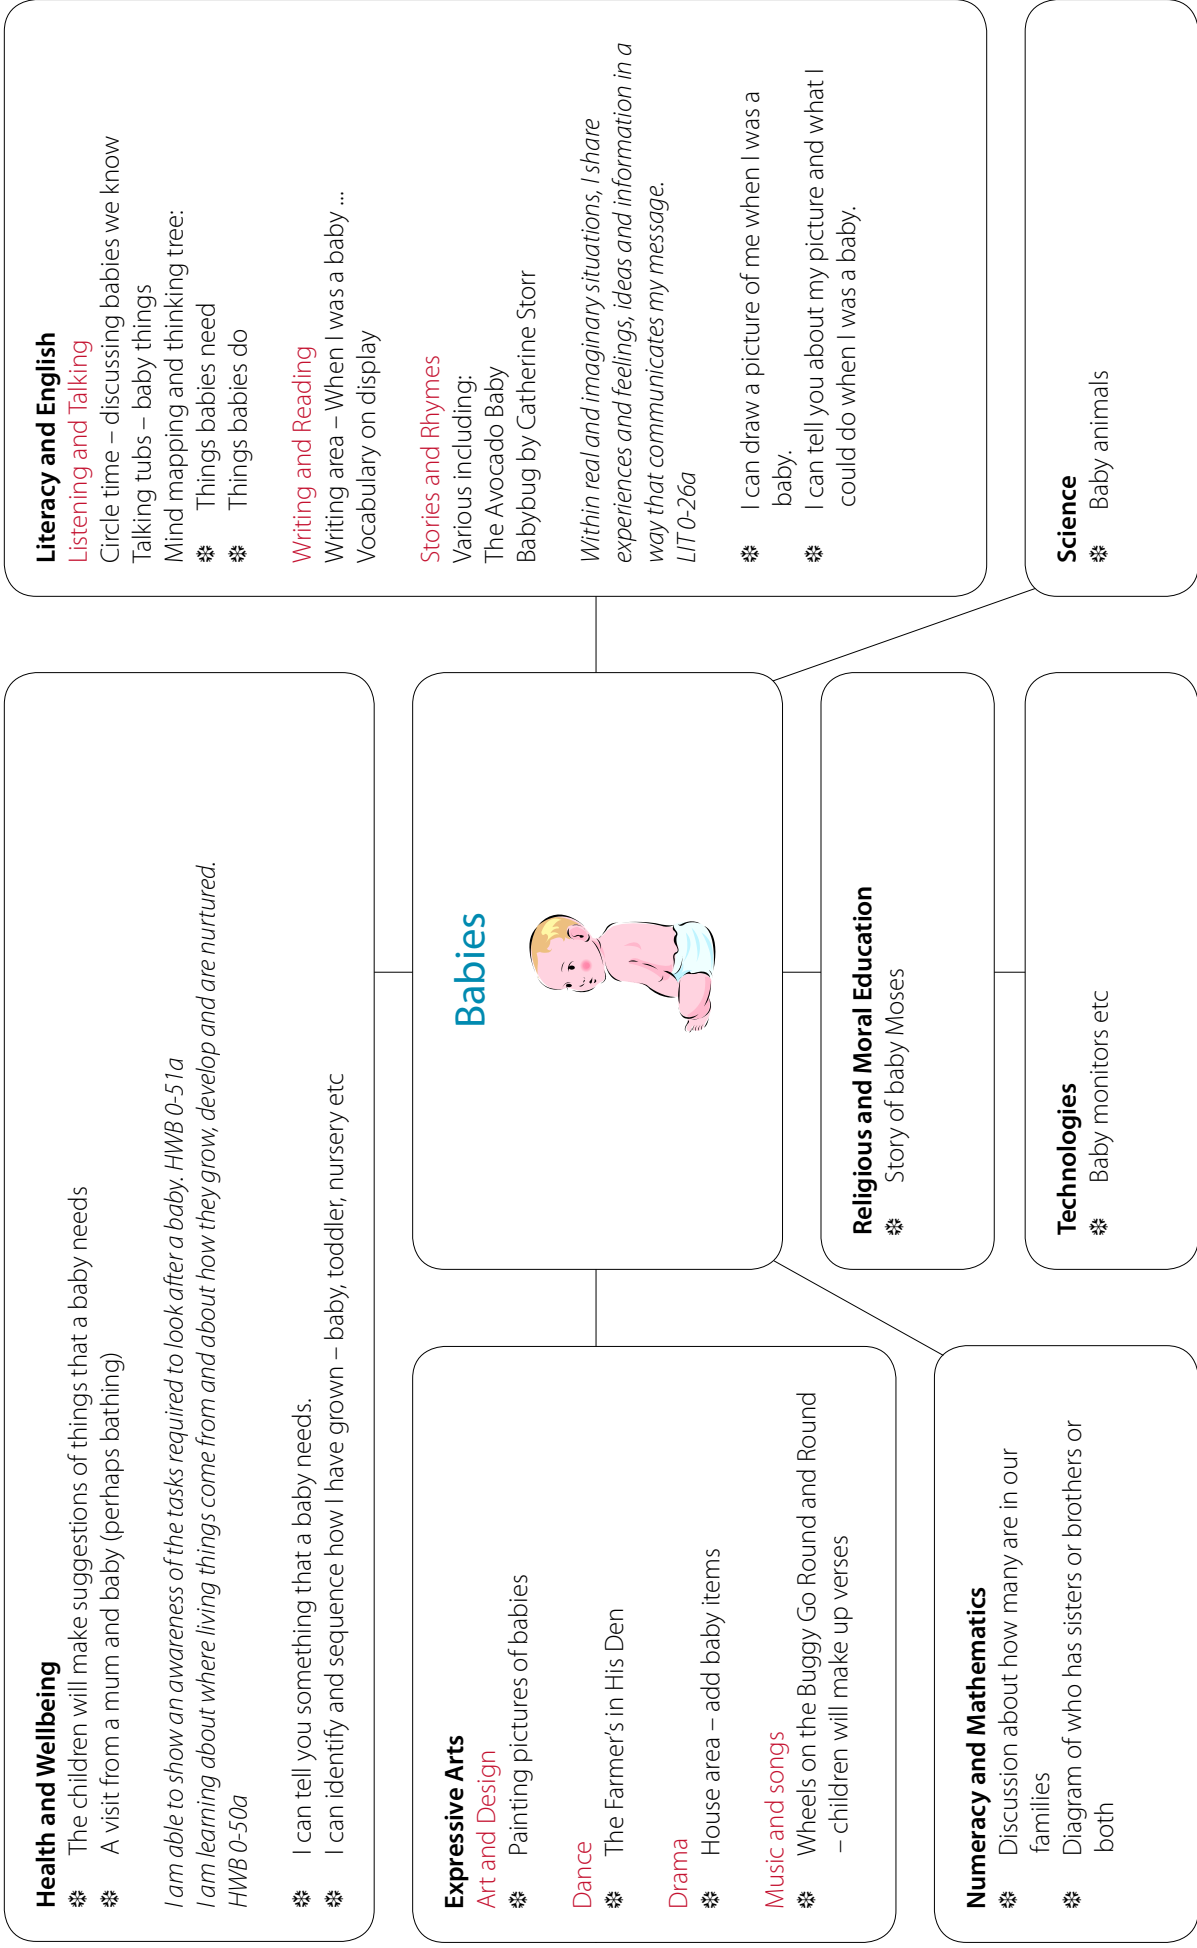 Health and Wellbeing
❄ The children will make suggestions of things that a baby needs
❄ A visit from a mum and baby (perhaps bathing)
I am able to show an awareness of the tasks required to look after a baby. HWB 0-51a
I am learning about where living things come from and about how they grow, develop and are nurtured.
HWB 0-50a
❄ I can tell you something that a baby needs.
❄ I can identify and sequence how I have grown – baby, toddler, nursery etc
Literacy and English
Listening and Talking
Circle time – discussing babies we know
Talking tubs – baby things
Mind mapping and thinking tree:
❄ Things babies need
❄ Things babies do
Writing and Reading
Writing area – When I was a baby ...
Vocabulary on display
Stories and Rhymes
Various including:
The Avocado Baby
Babybug by Catherine Storr
Within real and imaginary situations, I share
experiences and feelings, ideas and information in a
way that communicates my message.
LIT 0-26a
❄ I can draw a picture of me when I was a
baby.
❄ I can tell you about my picture and what I
could do when I was a baby.
Expressive Arts
Art and Design
❄ Painting pictures of babies
Dance
❄ The Farmer's in His Den
Drama
❄ House area – add baby items
Music and songs
❄ Wheels on the Buggy Go Round and Round
– children will make up verses
Babies
Religious and Moral Education
❄ Story of baby Moses
Numeracy and Mathematics
❄ Discussion about how many are in our
families
❄ Diagram of who has sisters or brothers or
both
Technologies
❄ Baby monitors etc
Science
❄ Baby animals